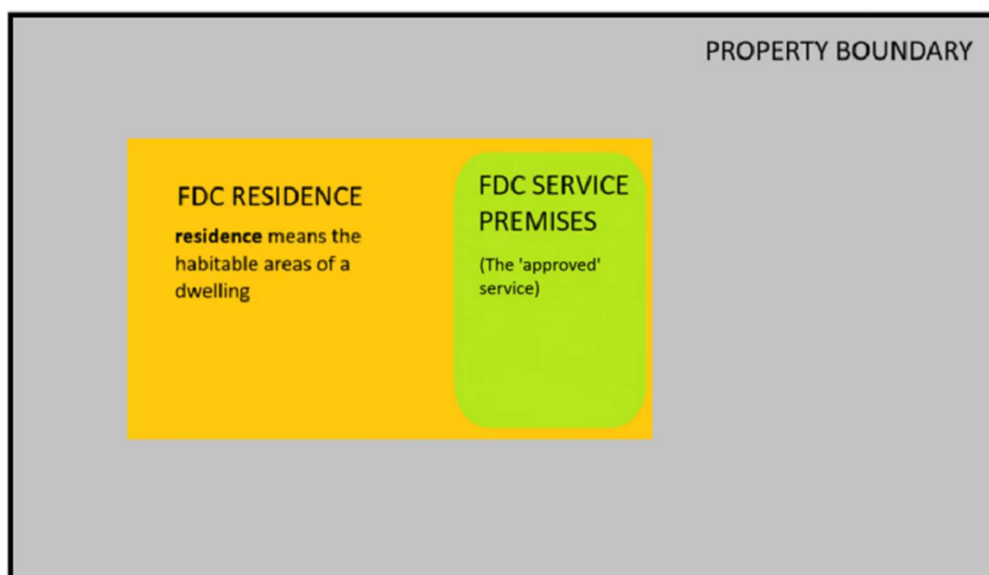 PROPERTY BOUNDARY
FDC RESIDENCE
residence means the
habitable areas of a
dwelling
FDC SERVICE
PREMISES
(The 'approved'
service)